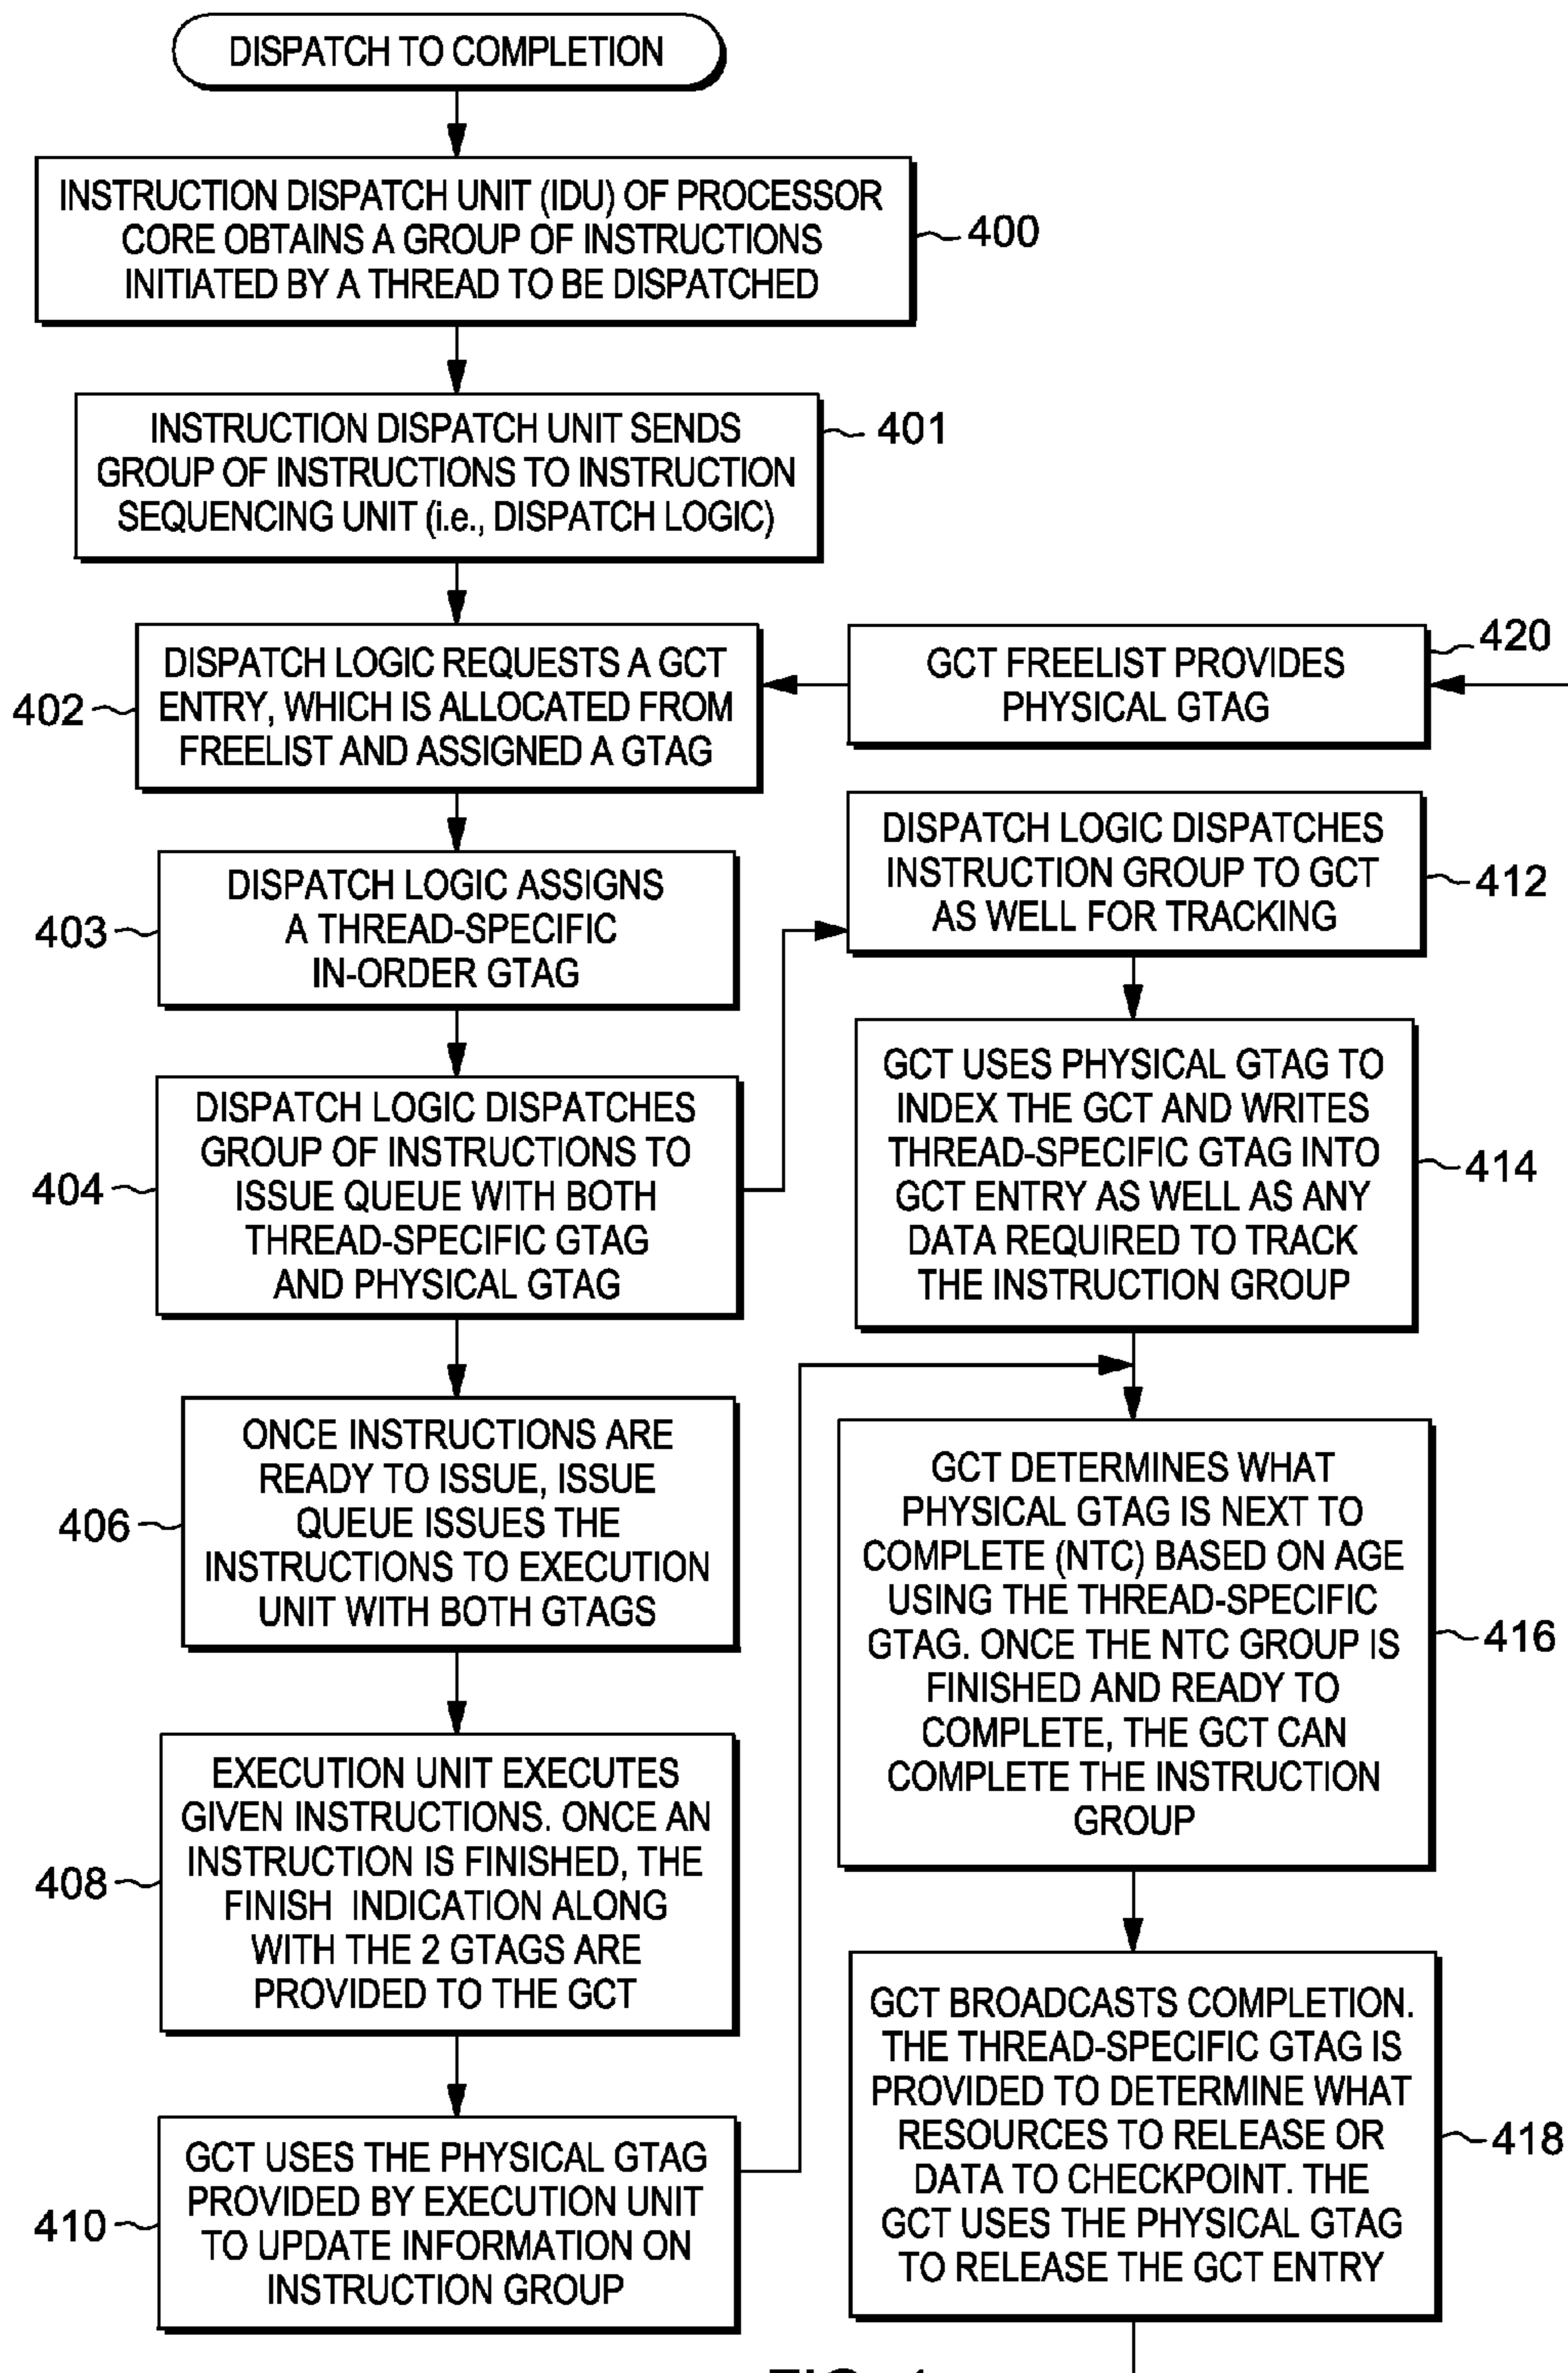 DISPATCH TO COMPLETION
INSTRUCTION DISPATCH UNIT (IDU) OF PROCESSOR
CORE OBTAINS A GROUP OF INSTRUCTIONS
INITIATED BY A THREAD TO BE DISPATCHED
400
INSTRUCTION DISPATCH UNIT SENDS
GROUP OF INSTRUCTIONS TO INSTRUCTION
SEQUENCING UNIT (i.e., DISPATCH LOGIC)
401
402
DISPATCH LOGIC REQUESTS A GCT
ENTRY, WHICH IS ALLOCATED FROM
FREELIST AND ASSIGNED A GTAG
GCT FREELIST PROVIDES
PHYSICAL GTAG
420
403
DISPATCH LOGIC ASSIGNS
A THREAD-SPECIFIC
IN-ORDER GTAG
404
DISPATCH LOGIC DISPATCHES
GROUP OF INSTRUCTIONS TO
ISSUE QUEUE WITH BOTH
THREAD-SPECIFIC GTAG
AND PHYSICAL GTAG
406
ONCE INSTRUCTIONS ARE
READY TO ISSUE, ISSUE
QUEUE ISSUES THE
INSTRUCTIONS TO EXECUTION
UNIT WITH BOTH GTAGS
408
EXECUTION UNIT EXECUTES
GIVEN INSTRUCTIONS. ONCE AN
INSTRUCTION IS FINISHED, THE
FINISH INDICATION ALONG
WITH THE 2 GTAGS ARE
PROVIDED TO THE GCT
410
GCT USES THE PHYSICAL GTAG
PROVIDED BY EXECUTION UNIT
TO UPDATE INFORMATION ON
INSTRUCTION GROUP
DISPATCH LOGIC DISPATCHES
INSTRUCTION GROUP TO GCT
AS WELL FOR TRACKING
412
GCT USES PHYSICAL GTAG TO
INDEX THE GCT AND WRITES
THREAD-SPECIFIC GTAG INTO
GCT ENTRY AS WELL AS ANY
DATA REQUIRED TO TRACK
THE INSTRUCTION GROUP
414
GCT DETERMINES WHAT
PHYSICAL GTAG IS NEXT TO
COMPLETE (NTC) BASED ON AGE
USING THE THREAD-SPECIFIC
GTAG. ONCE THE NTC GROUP IS
FINISHED AND READY TO
COMPLETE, THE GCT CAN
COMPLETE THE INSTRUCTION
GROUP
416
GCT BROADCASTS COMPLETION.
THE THREAD-SPECIFIC GTAG IS
PROVIDED TO DETERMINE WHAT
RESOURCES TO RELEASE OR
DATA TO CHECKPOINT. THE
GCT USES THE PHYSICAL GTAG
TO RELEASE THE GCT ENTRY
418